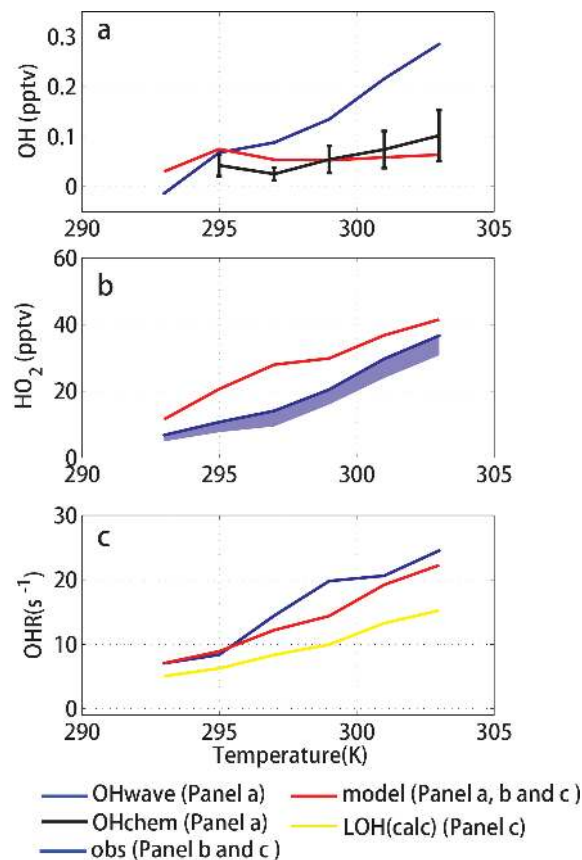 a
OH (pptv)
0.3
0.2
0.1
0
290 295 300 305
b
HO2 (pptv)
60
40
20
0
290 295 300 305
c
OHR(s-1)
30
20
10
0
290 295 300 305
Temperature(K)
OHwave (Panel a) model (Panel a, b and c )
OHchem (Panel a) LOH(calc) (Panel c)
obs (Panel b and c )